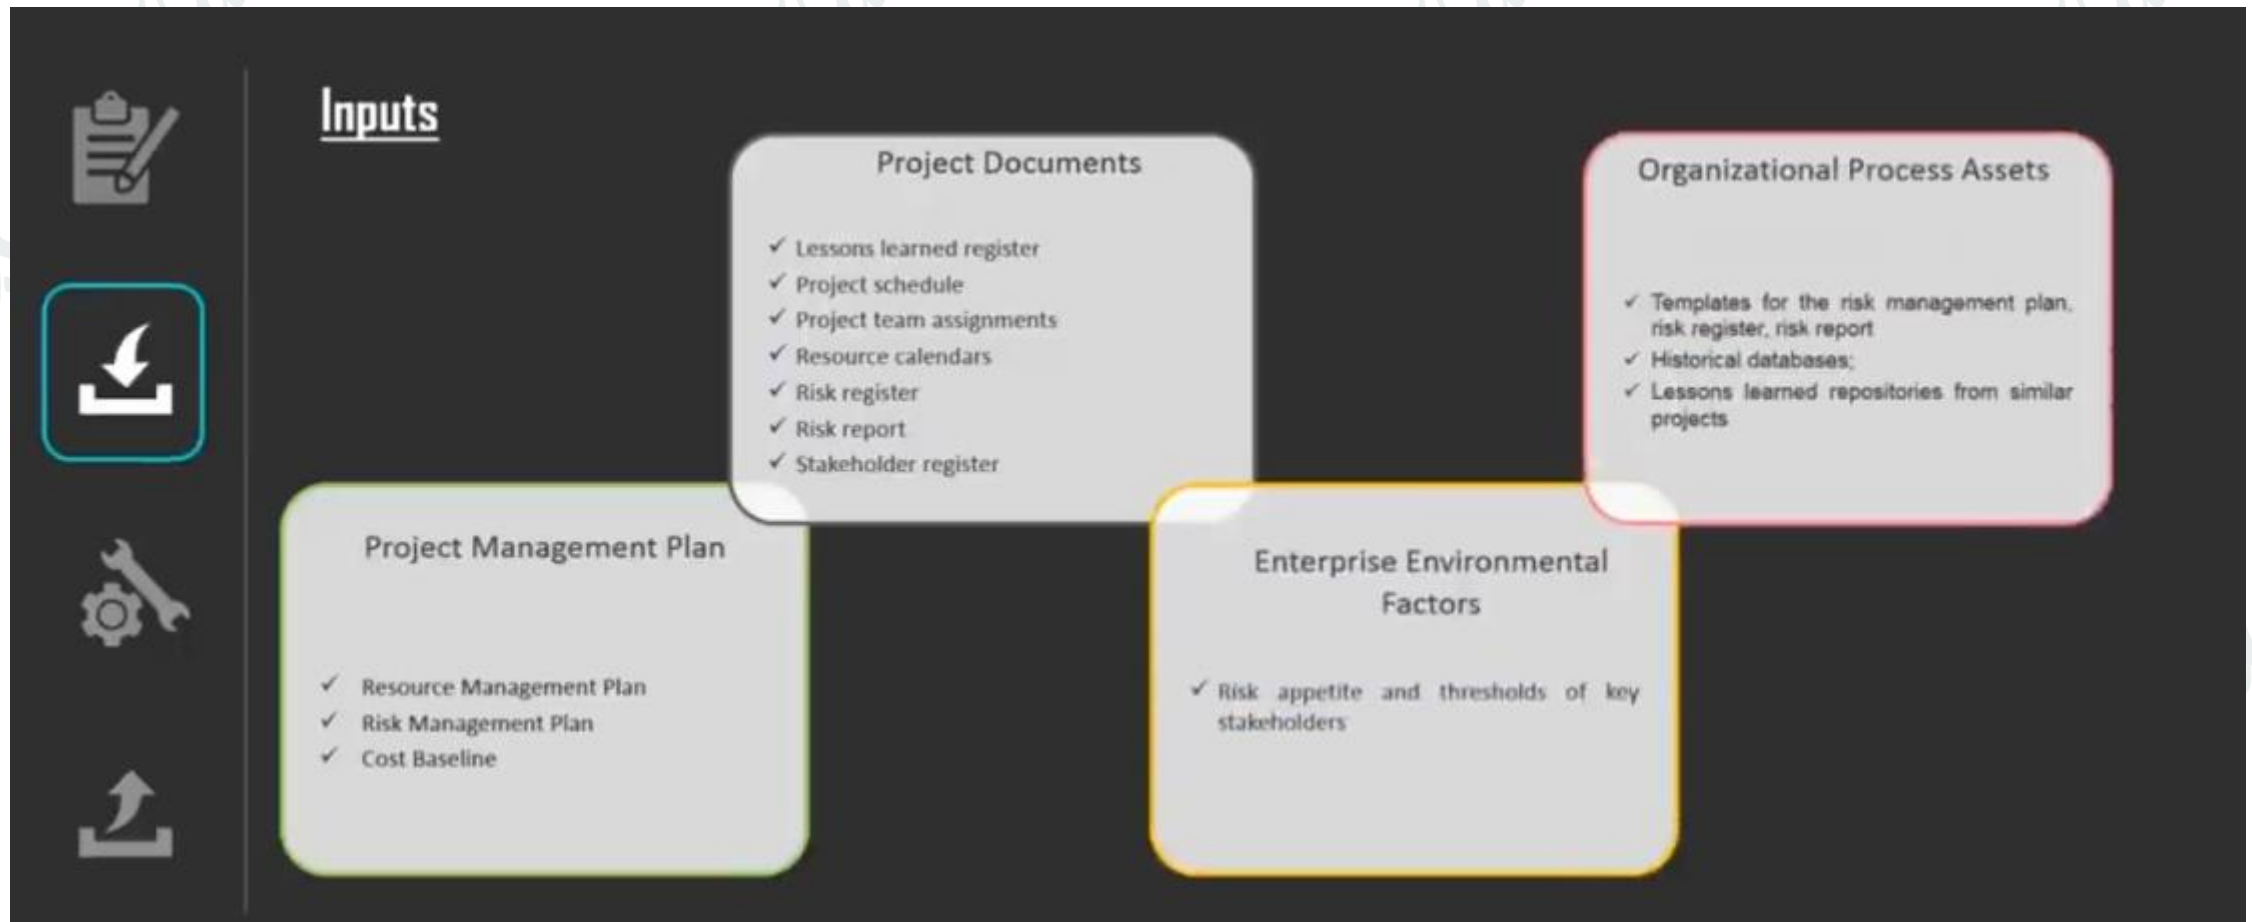 Inputs
Project Documents
✓ Lessons learned register
✓ Project schedule
✓ Project team assignments
✓ Resource calendars
✓ Risk register
✓ Risk report
✓ Stakeholder register
Organizational Process Assets
✓ Templates for the risk management plan,
risk register, risk report
✓ Historical databases;
✓ Lessons learned repositories from similar
projects
Project Management Plan
✓ Resource Management Plan
✓ Risk Management Plan
✓ Cost Baseline
Enterprise Environmental
Factors
✓ Risk appetite and thresholds of key
stakeholders